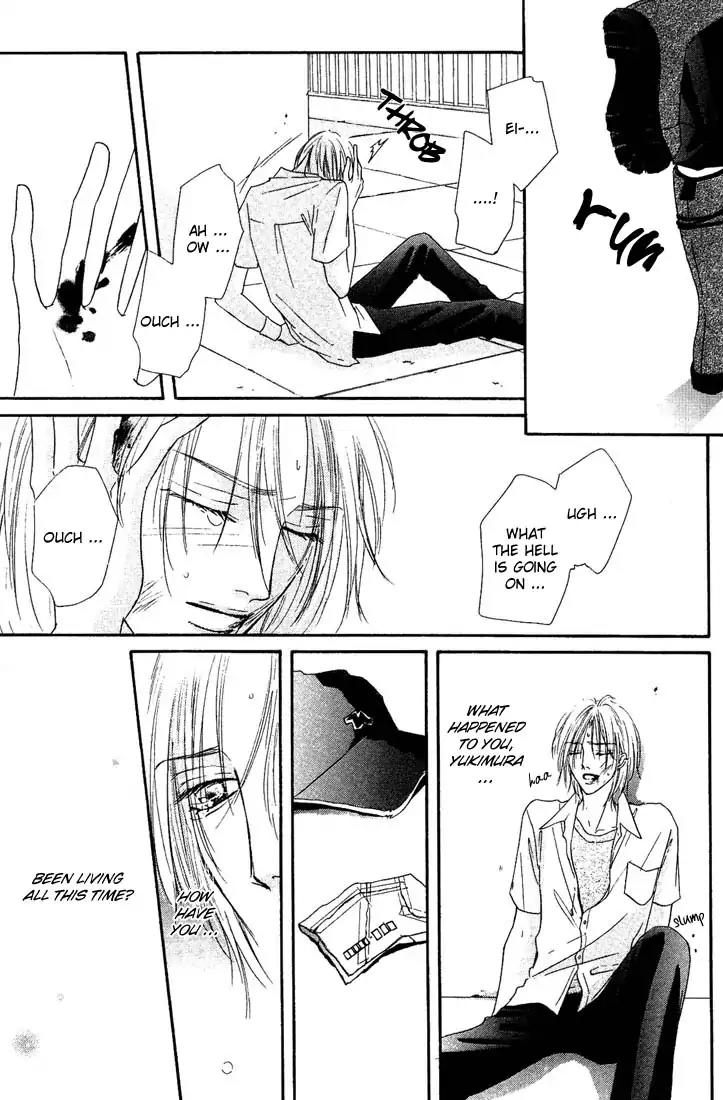 run
EI-...
....!
THROB
AH ...
OW ...
OUCH ...
UGH ...
WHAT
THE HELL
IS GOING
ON ...
OUCH ...
WHAT
HAPPENED
TO YOU,
YUKIMURA
...
haa
slump
HOW
HAVE
YOU ...
BEEN LIVING
ALL THIS TIME?